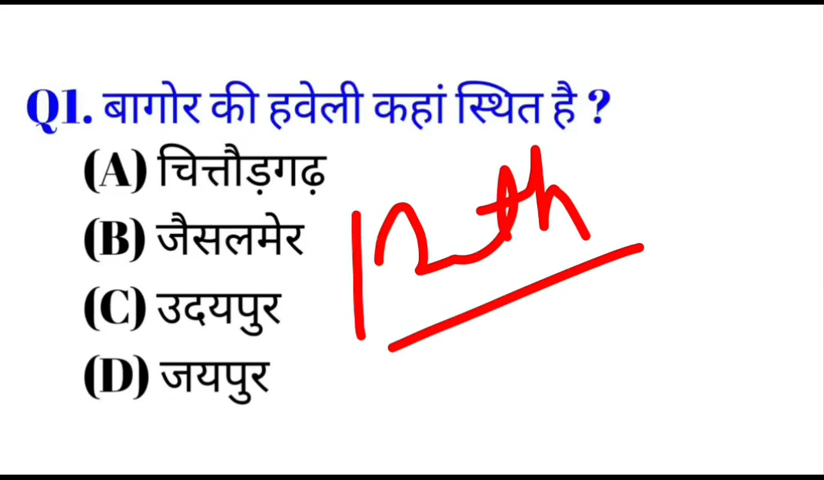 Q1. बागोर की हवेली कहां स्थित है ?
(A) चित्तौड़गढ़
(B) जैसलमेर
12th
(C) उदयपुर
(D) जयपुर